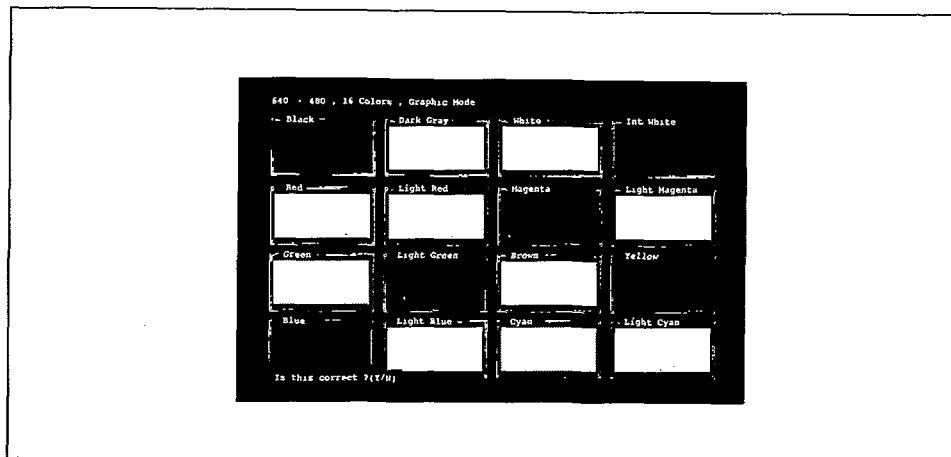 640 × 480 , 16 Colors , Graphic Mode
Black Dark Gray White Int White
Red Light Red Magenta Light Magenta
Green Light Green Brown Yellow
Blue Light Blue Cyan Light Cyan
Is this correct ?(Y/N)